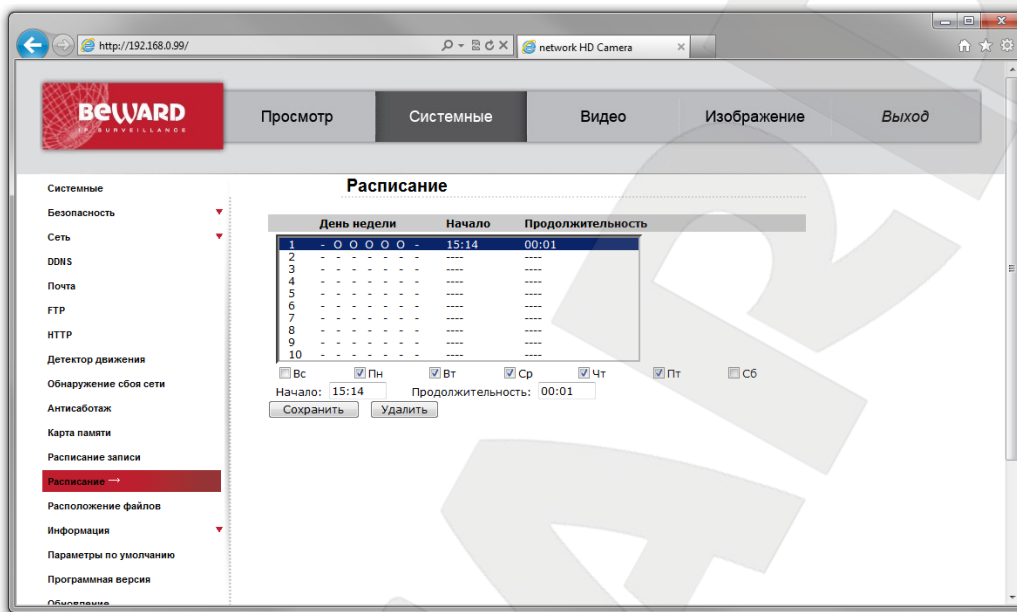 http://192.168.0.99/
network HD Camera
BEWARD
IP SURVEILLANCE
Просмотр
Системные
Видео
Изображение
Выход
Системные
Безопасность
Сеть
DDNS
Почта
FTP
HTTP
Детектор движения
Обнаружение сбоя сети
Антисаботаж
Карта памяти
Расписание записи
Расписание →
Расположение файлов
Информация
Параметры по умолчанию
Программная версия
Обновление
Расписание
День недели Начало Продолжительность
1 - O O O O O - 15:14 00:01
2 - - - - - - - ---- ----
3 - - - - - - - ---- ----
4 - - - - - - - ---- ----
5 - - - - - - - ---- ----
6 - - - - - - - ---- ----
7 - - - - - - - ---- ----
8 - - - - - - - ---- ----
9 - - - - - - - ---- ----
10 - - - - - - - ---- ----
Вс Пн Вт Ср Чт Пт Сб
Начало: 15:14 Продолжительность: 00:01
Сохранить Удалить